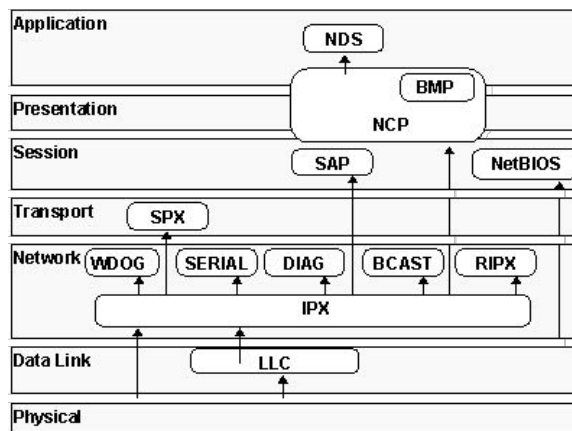 Application
NDS
BMP
Presentation
NCP
Session
SAP
NetBIOS
Transport
SPX
Network
WDOG
SERIAL
DIAG
BCAST
RIPX
IPX
Data Link
LLC
Physical